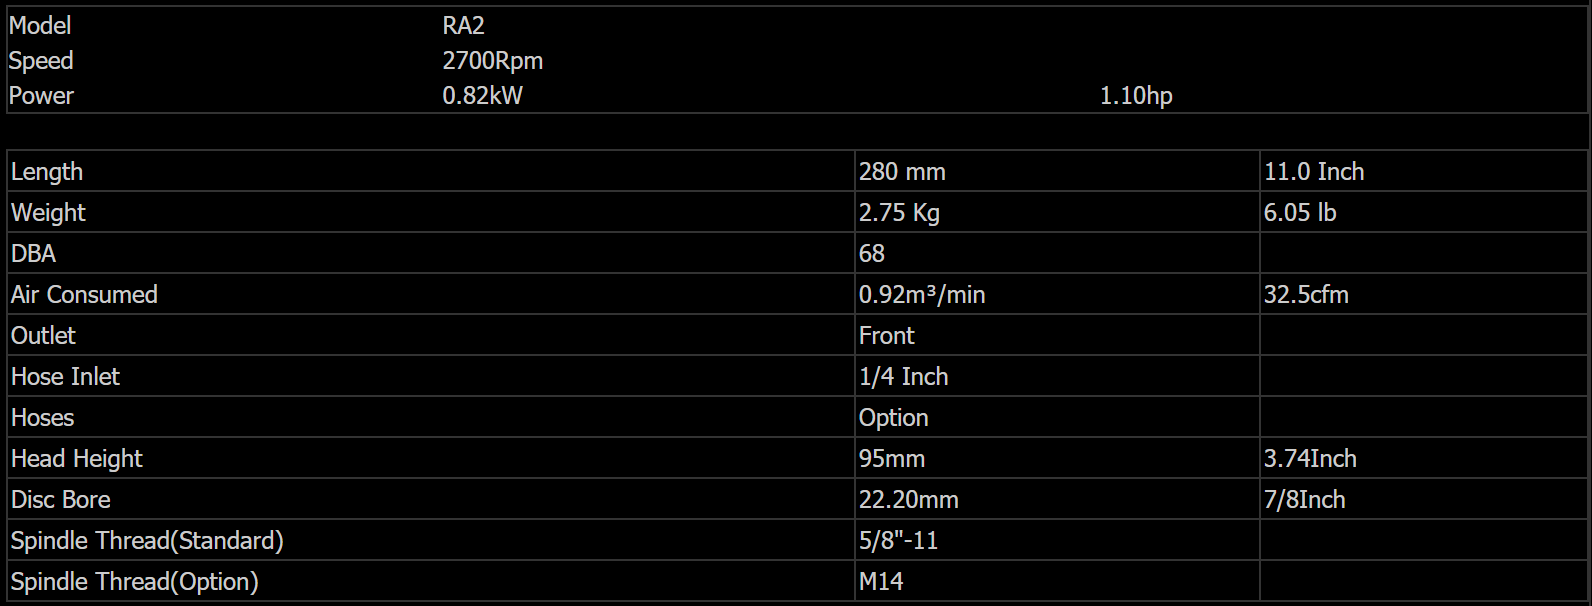 Model RA2
Speed 2700Rpm
Power 0.82kW 1.10hp
Length 280 mm 11.0 Inch
Weight 2.75 Kg 6.05 lb
DBA 68
Air Consumed 0.92m³/min 32.5cfm
Outlet Front
Hose Inlet 1/4 Inch
Hoses Option
Head Height 95mm 3.74Inch
Disc Bore 22.20mm 7/8Inch
Spindle Thread(Standard) 5/8"-11
Spindle Thread(Option) M14